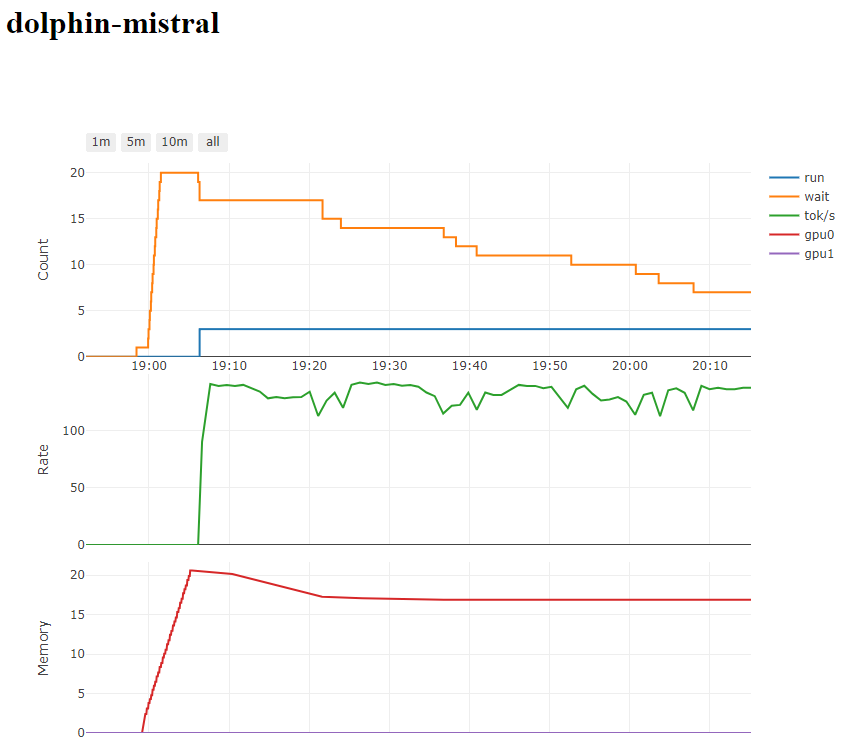 dolphin-mistral
1m 5m 10m all
20
15
10
5
0
Count
19:00 19:10 19:20 19:30 19:40 19:50 20:00 20:10
run
wait
tok/s
gpu0
gpu1
100
50
0
Rate
20
15
10
5
0
Memory